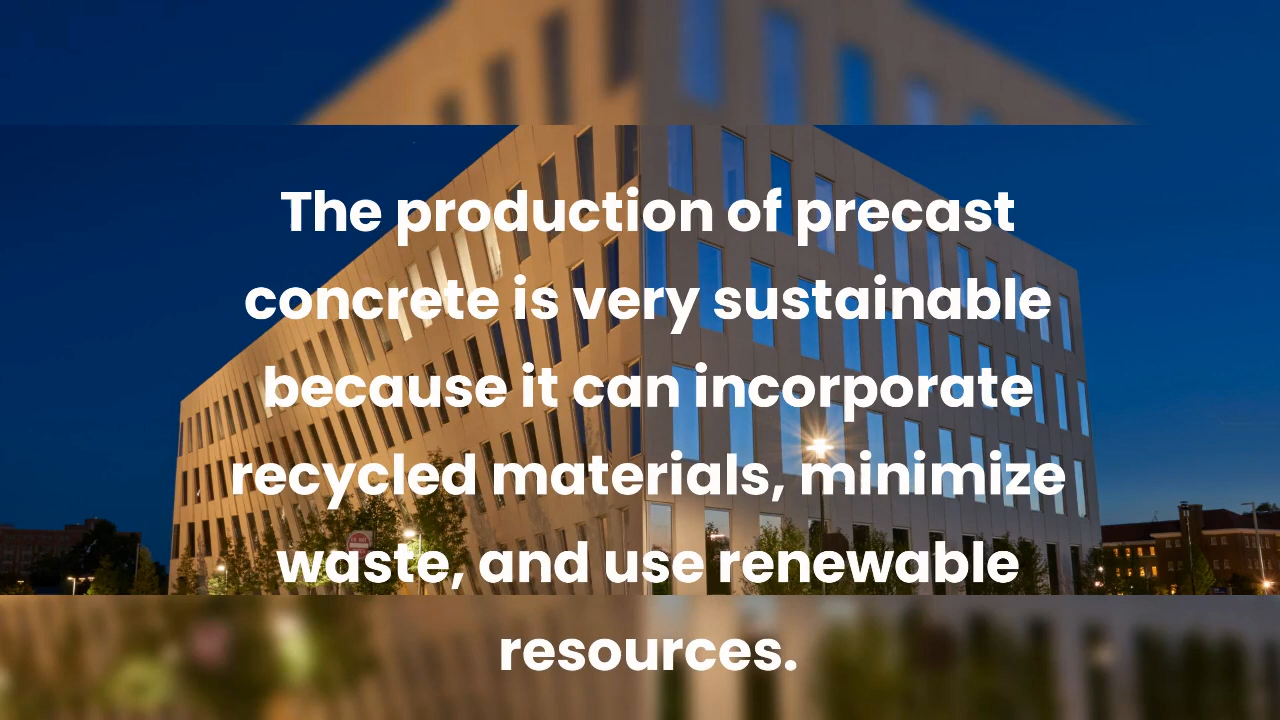 The production of precast
concrete is very sustainable
because it can incorporate
recycled materials, minimize
waste, and use renewable
resources.